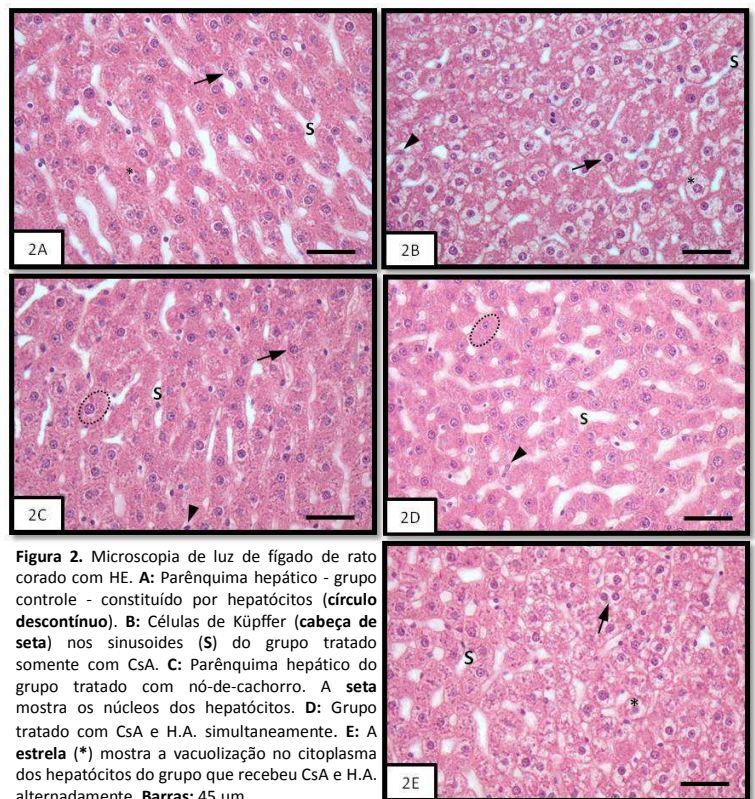 S
*
2A
S
*
2B
S
2C
S
2D
Figura 2. Microscopia de luz de fígado de rato
corado com HE. A: Parênquima hepático - grupo
controle - constituído por hepatócitos (círculo
descontínuo). B: Células de Küpffer (cabeça de
seta) nos sinusoides (S) do grupo tratado
somente com CsA. C: Parênquima hepático do
grupo tratado com nó-de-cachorro. A seta
mostra os núcleos dos hepatócitos. D: Grupo
tratado com CsA e H.A. simultaneamente. E: A
estrela (*) mostra a vacuolização no citoplasma
dos hepatócitos do grupo que recebeu CsA e H.A.
alternadamente. Barras: 45 µm
S
*
2E